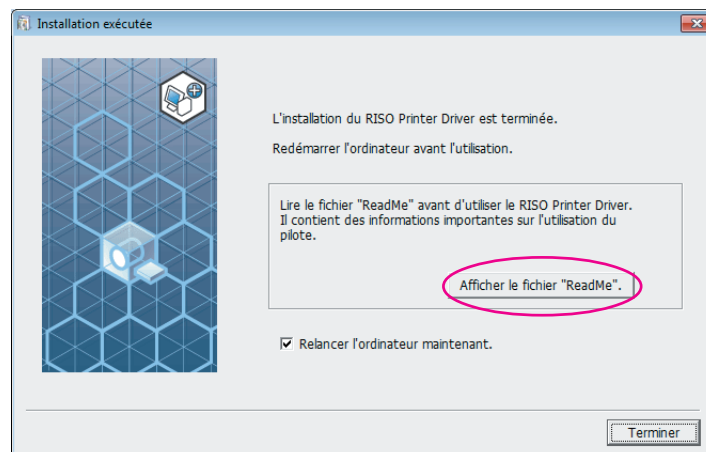 Installation exécutée
L'installation du RISO Printer Driver est terminée.
Redémarrer l'ordinateur avant l'utilisation.
Lire le fichier "ReadMe" avant d'utiliser le RISO Printer Driver.
Il contient des informations importantes sur l'utilisation du
pilote.
Afficher le fichier "ReadMe".
Relancer l'ordinateur maintenant.
Terminer